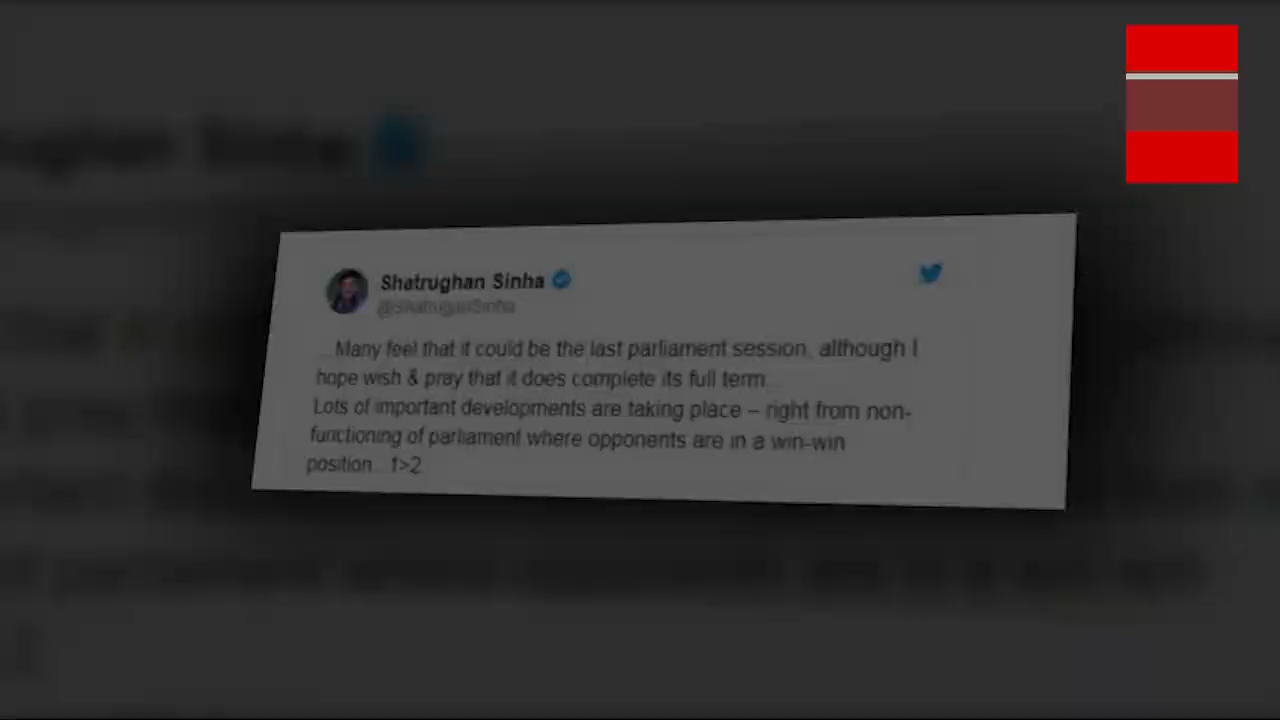 Shatrughan Sinha
@ShatruganSinha
...Many feel that it could be the last parliament session, although I
hope wish & pray that it does complete its full term...
Lots of important developments are taking place – right from non-
functioning of parliament where opponents are in a win-win
position...1>2